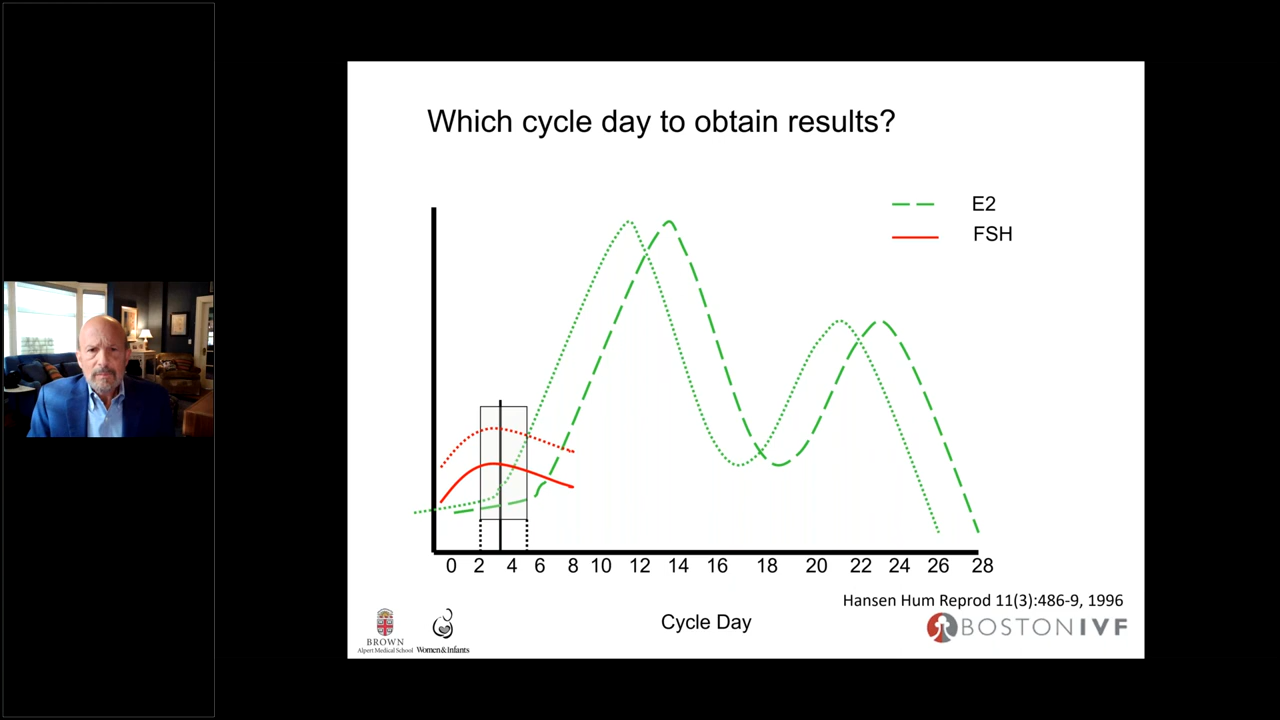 Which cycle day to obtain results?
E2
FSH
0 2 4 6 8 10 12 14 16 18 20 22 24 26 28
Hansen Hum Reprod 11(3):486-9, 1996
Cycle Day
BROWN
Alpert Medical School
Women&Infants
BOSTONIVF